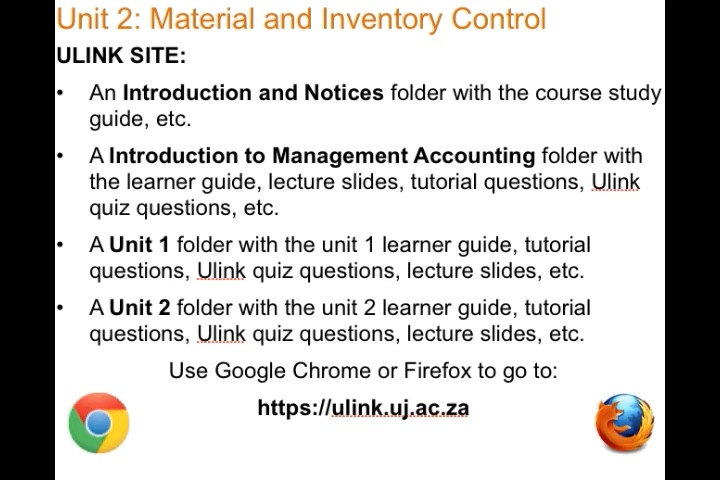 Unit 2: Material and Inventory Control
ULINK SITE:
• An Introduction and Notices folder with the course study
guide, etc.
• A Introduction to Management Accounting folder with
the learner guide, lecture slides, tutorial questions, Ulink
quiz questions, etc.
• A Unit 1 folder with the unit 1 learner guide, tutorial
questions, Ulink quiz questions, lecture slides, etc.
• A Unit 2 folder with the unit 2 learner guide, tutorial
questions, Ulink quiz questions, lecture slides, etc.
Use Google Chrome or Firefox to go to:
https://ulink.uj.ac.za